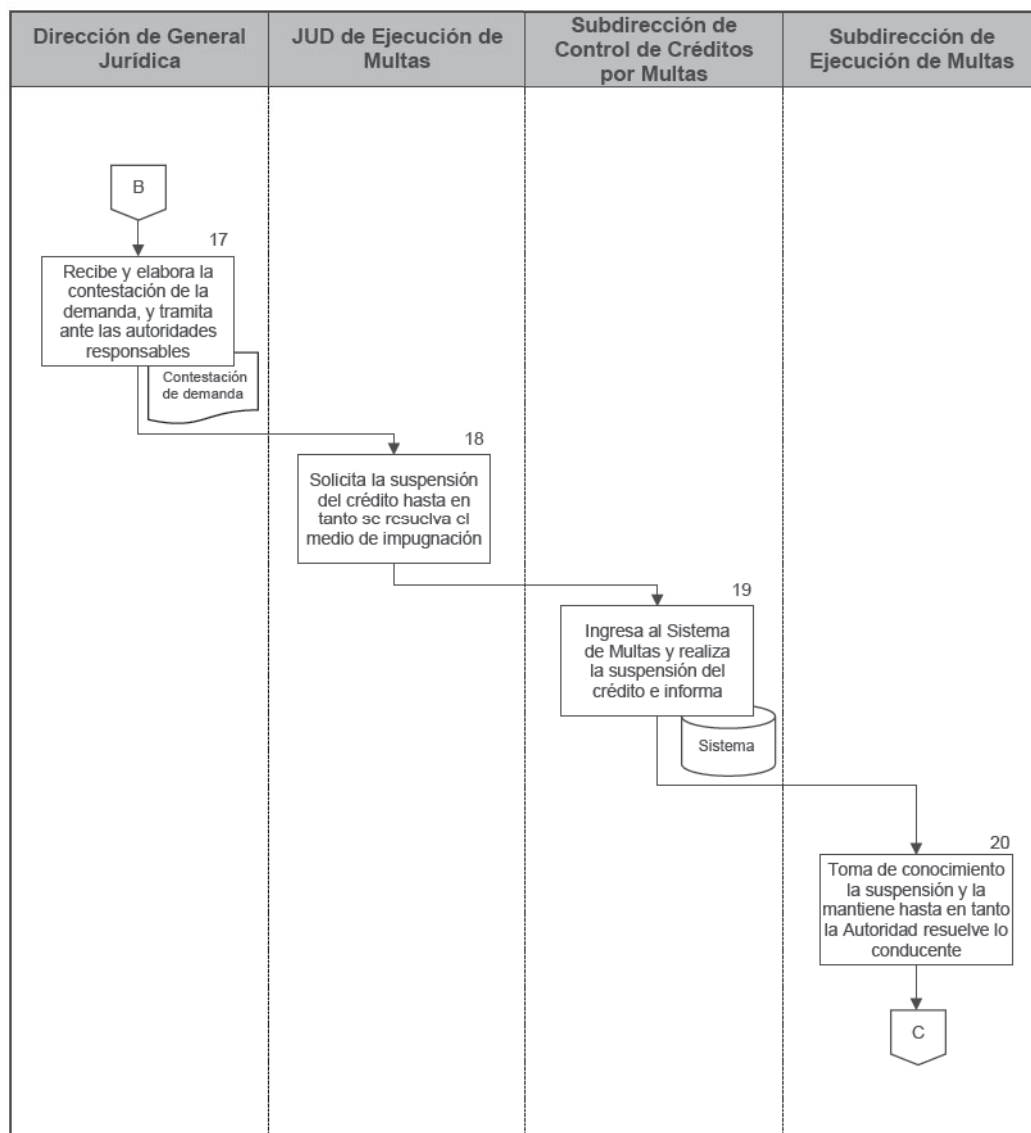 Dirección de General
Jurídica
JUD de Ejecución de
Multas
Subdirección de
Control de Créditos
por Multas
Subdirección de
Ejecución de Multas
B
17
Recibe y elabora la
contestación de la
demanda, y tramita
ante las autoridades
responsables
Contestación
de demanda
18
Solicita la suspensión
del crédito hasta en
tanto se resuelva el
medio de impugnación
19
Ingresa al Sistema
de Multas y realiza
la suspensión del
crédito e informa
Sistema
20
Toma de conocimiento
la suspensión y la
mantiene hasta en tanto
la Autoridad resuelve lo
conducente
C